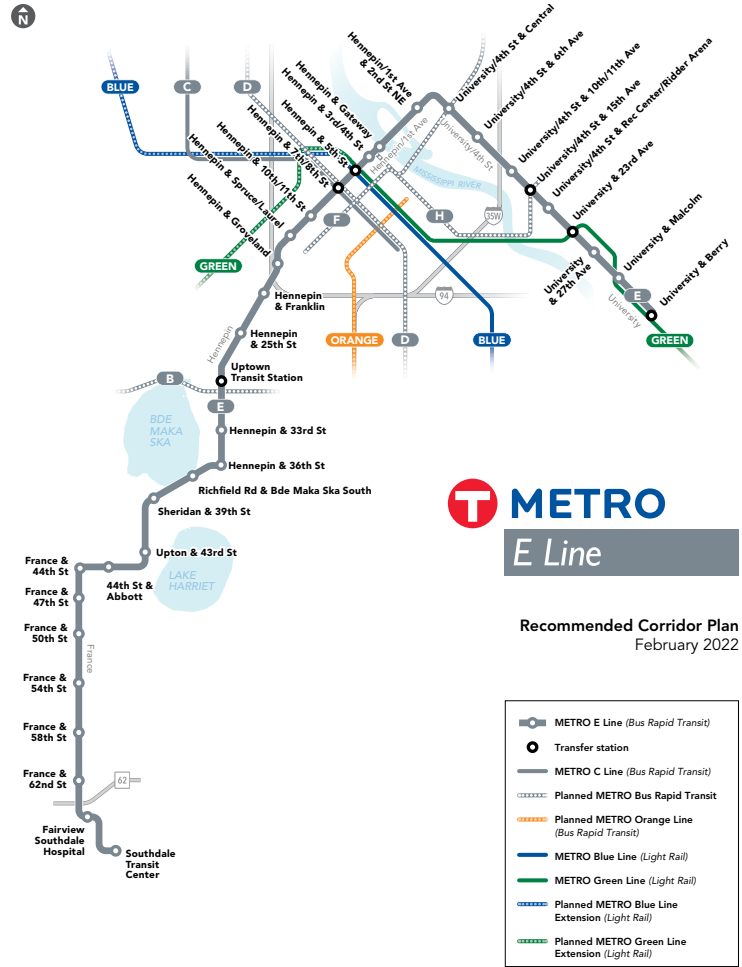 N
BLUE
C
D
Hennepin/1st Ave
& 2nd St NE
Hennepin & Gateway
Hennepin & 3rd/4th St
Hennepin & 5th St
Hennepin & 7th/8th St
Hennepin & 10th/11th St
Hennepin & Spruce/Laurel
Hennepin & Groveland
University/4th St & Central
University/4th St & 6th Ave
University/4th St & 10th/11th Ave
University/4th St & 15th Ave
University/4th St & Rec Center/Ridder Arena
University & 23rd Ave
University
& 27th Ave
University & Malcolm
University & Berry
Hennepin/1st Ave
University/4th St
MISSISSIPPI RIVER
F
H
35W
94
GREEN
E
University
GREEN
Hennepin
& Franklin
Hennepin
Hennepin
& 25th St
ORANGE
D
BLUE
Uptown
Transit Station
B
E
BDE
MAKA
SKA
Hennepin & 33rd St
Hennepin & 36th St
Richfield Rd & Bde Maka Ska South
Sheridan & 39th St
Upton & 43rd St
LAKE
HARRIET
44th St &
Abbott
France &
44th St
France &
47th St
France &
50th St
France
France &
54th St
France &
58th St
France &
62nd St
62
Fairview
Southdale
Hospital
Southdale
Transit
Center
T METRO
E Line
Recommended Corridor Plan
February 2022
METRO E Line (Bus Rapid Transit)
Transfer station
METRO C Line (Bus Rapid Transit)
Planned METRO Bus Rapid Transit
Planned METRO Orange Line
(Bus Rapid Transit)
METRO Blue Line (Light Rail)
METRO Green Line (Light Rail)
Planned METRO Blue Line
Extension (Light Rail)
Planned METRO Green Line
Extension (Light Rail)